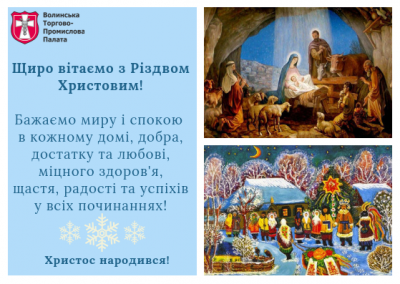 Волинська
Торгово-
Промислова
Палата
Щиро вітаємо з Різдвом
Христовим!
Бажаємо миру і спокою
в кожному домі, добра,
достатку та любові,
міцного здоров'я,
щастя, радості та успіхів
у всіх починаннях!
Христос народився!